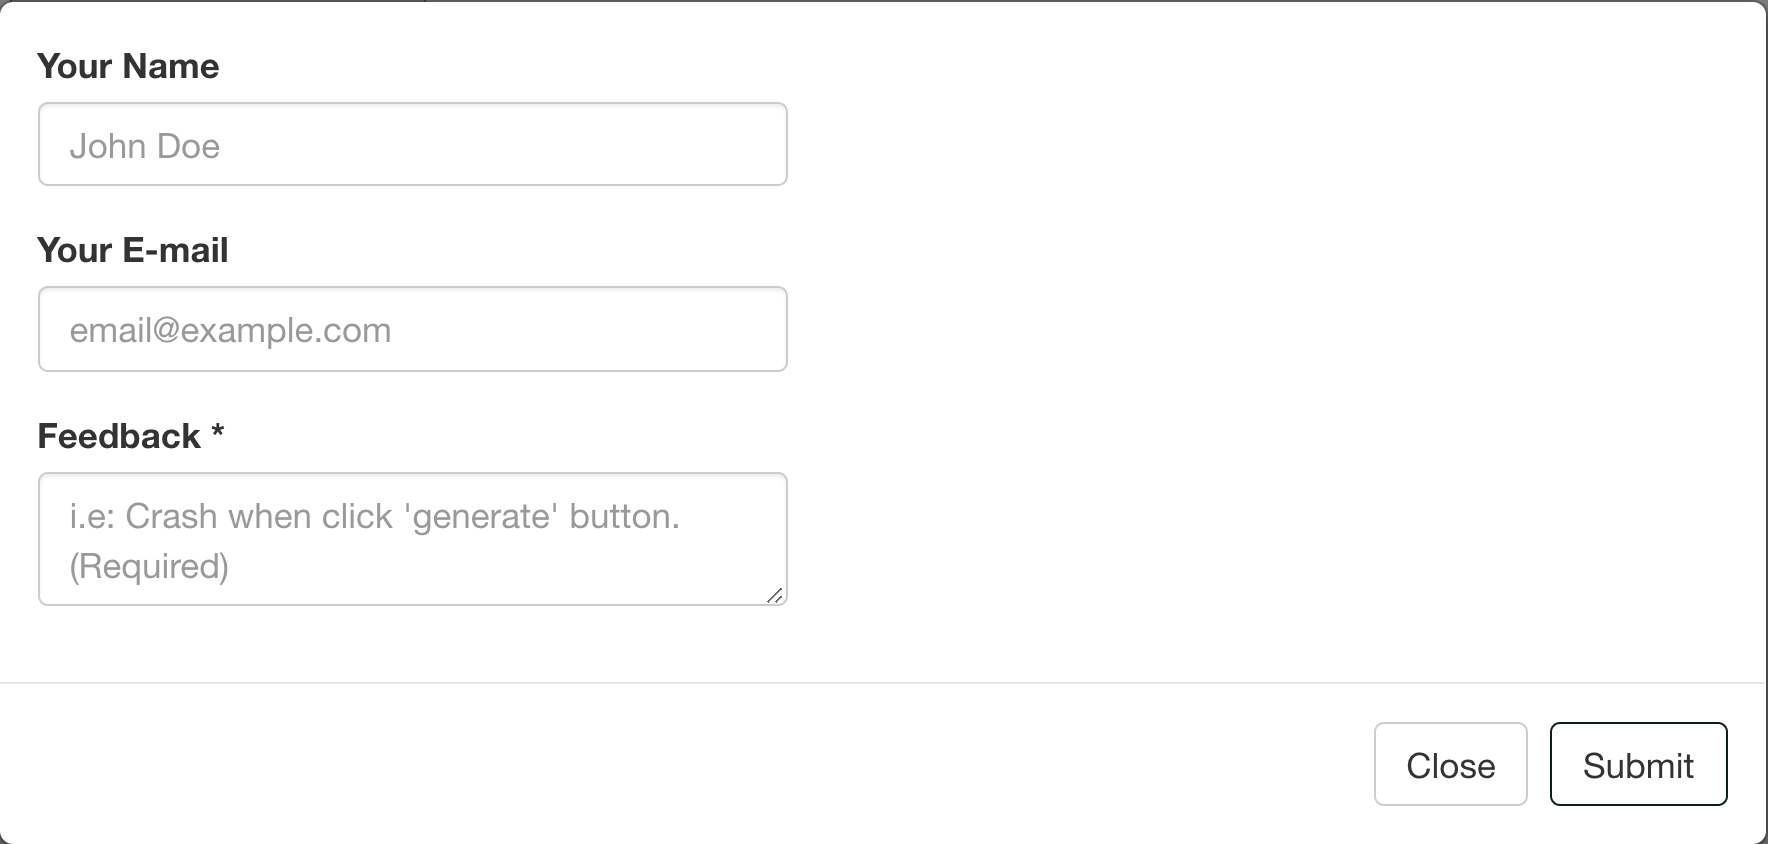 Your Name
John Doe
Your E-mail
email@example.com
Feedback *
i.e: Crash when click 'generate' button.
(Required)
Close
Submit